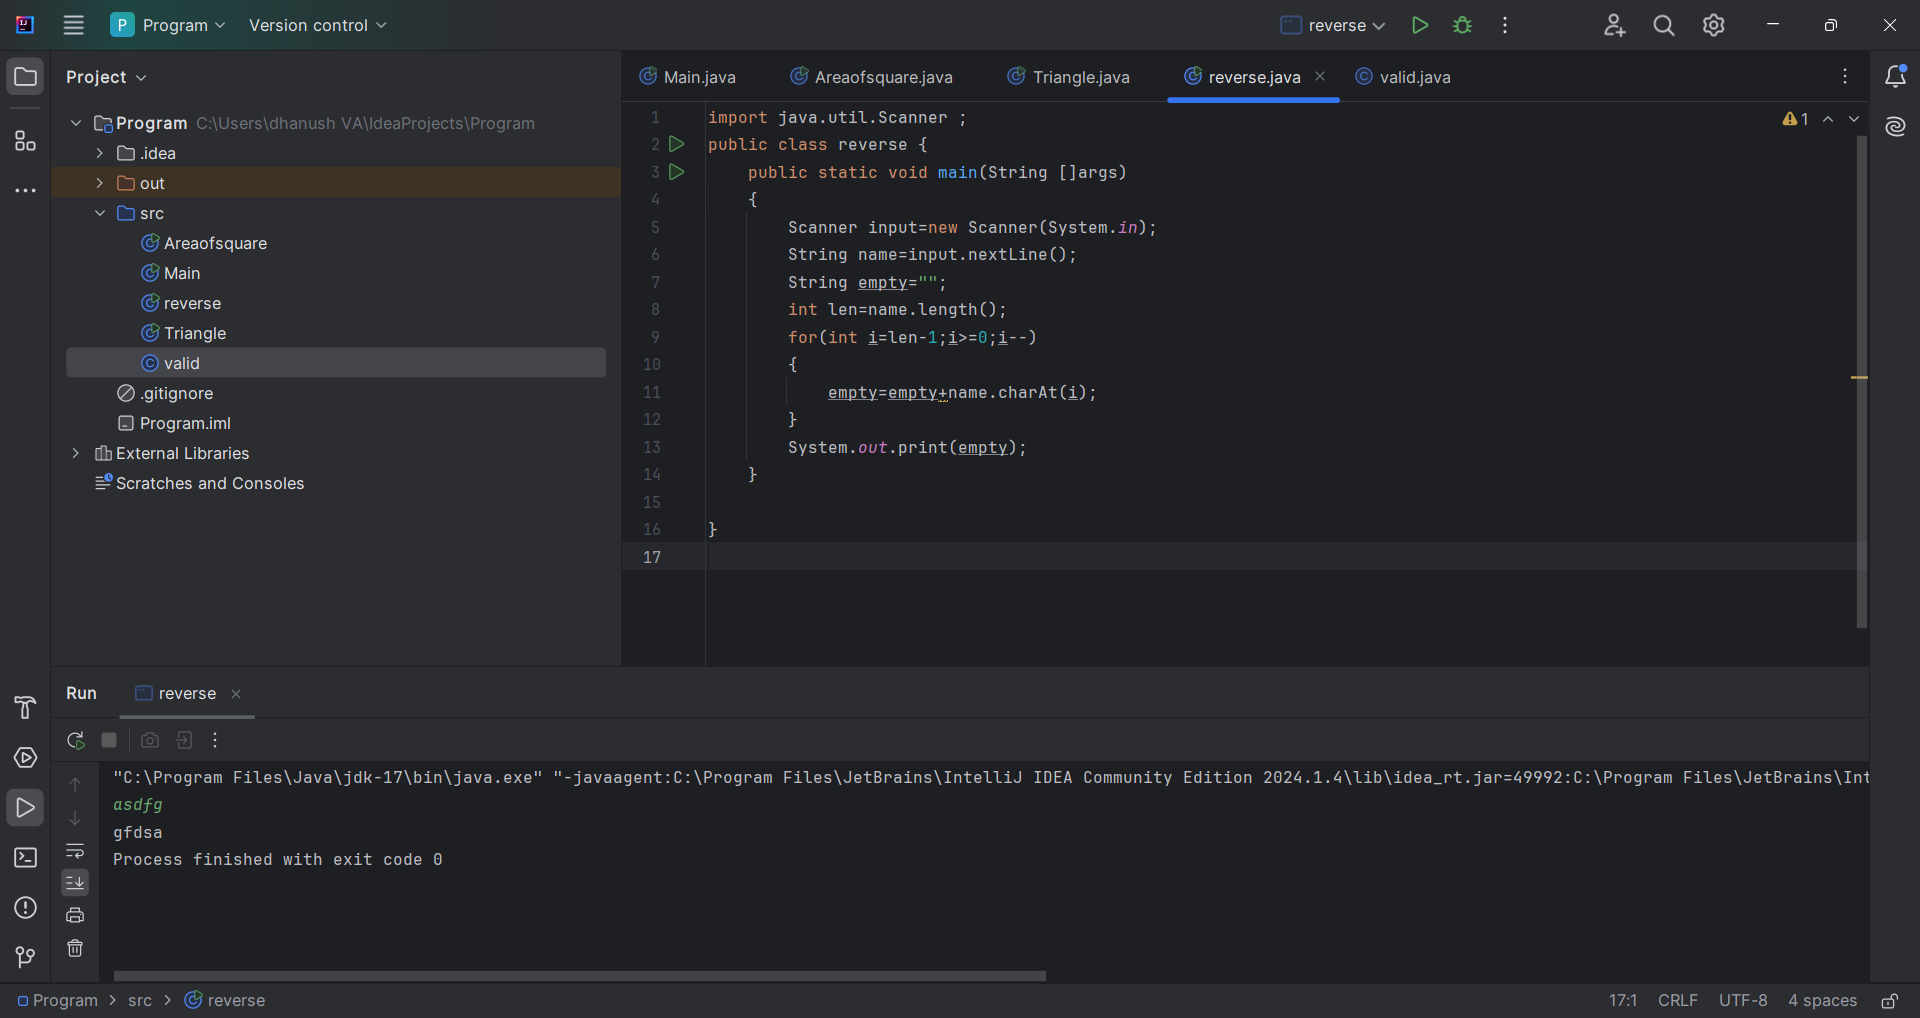 Program
Version control
reverse
Project
Program C:\Users\dhanush VA\IdeaProjects\Program
.idea
out
src
Areaofsquare
Main
reverse
Triangle
valid
.gitignore
Program.iml
External Libraries
Scratches and Consoles
Main.java Areaofsquare.java Triangle.java reverse.java valid.java
1 import java.util.Scanner ;
2 public class reverse {
3 public static void main(String []args)
4 {
5 Scanner input=new Scanner(System.in);
6 String name=input.nextLine();
7 String empty="";
8 int len=name.length();
9 for(int i=len-1;i>=0;i--)
10 {
11 empty=empty+name.charAt(i);
12 }
13 System.out.print(empty);
14 }
15
16 }
17
1
Run reverse
"C:\Program Files\Java\jdk-17\bin\java.exe" "-javaagent:C:\Program Files\JetBrains\IntelliJ IDEA Community Edition 2024.1.4\lib\idea_rt.jar=49992:C:\Program Files\JetBrains\Int
asdfg
gfdsa
Process finished with exit code 0
Program > src > reverse
17:1 CRLF UTF-8 4 spaces